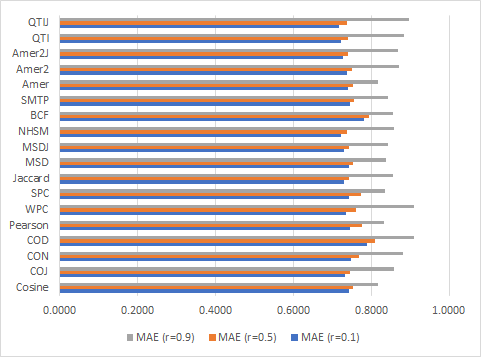 QTIJ
QTI
Amer2J
Amer2
Amer
SMTP
BCF
NHSM
MSDJ
MSD
Jaccard
SPC
WPC
Pearson
COD
CON
COJ
Cosine
0.0000 0.2000 0.4000 0.6000 0.8000 1.0000
MAE (r=0.9) MAE (r=0.5) MAE (r=0.1)